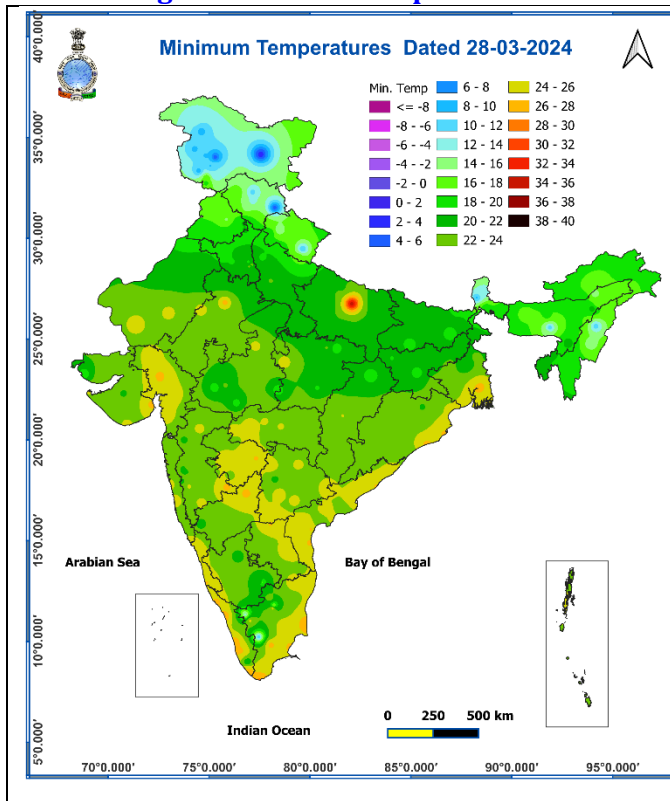 Minimum Temperatures Dated 28-03-2024
Min. Temp
<= -8
-8 - -6
-6 - -4
-4 - -2
-2 - 0
0 - 2
2 - 4
4 - 6
6 - 8
8 - 10
10 - 12
12 - 14
14 - 16
16 - 18
18 - 20
20 - 22
22 - 24
24 - 26
26 - 28
28 - 30
30 - 32
32 - 34
34 - 36
36 - 38
38 - 40
40°0.000'
35°0.000'
30°0.000'
25°0.000'
20°0.000'
15°0.000'
10°0.000'
5°0.000'
Arabian Sea
Bay of Bengal
Indian Ocean
0 250 500 km
70°0.000' 75°0.000' 80°0.000' 85°0.000' 90°0.000' 95°0.000'